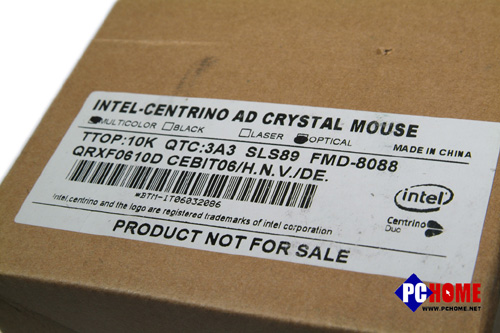 INTEL-CENTRINO AD CRYSTAL MOUSE
MULTICOLOR BLACK LASER OPTICAL MADE IN CHINA
TTOP:10K QTC:3A3 SLS89 FMD-8088
QRXF0610D CEBIT06/H.N.V./DE.
*DTM-IT06032086
intel
Centrino
Duo
Intel.centrino and the logo are registered trademarks of intel corporation
PRODUCT NOT FOR SALE
PCHOME
WWW.PCHOME.NET